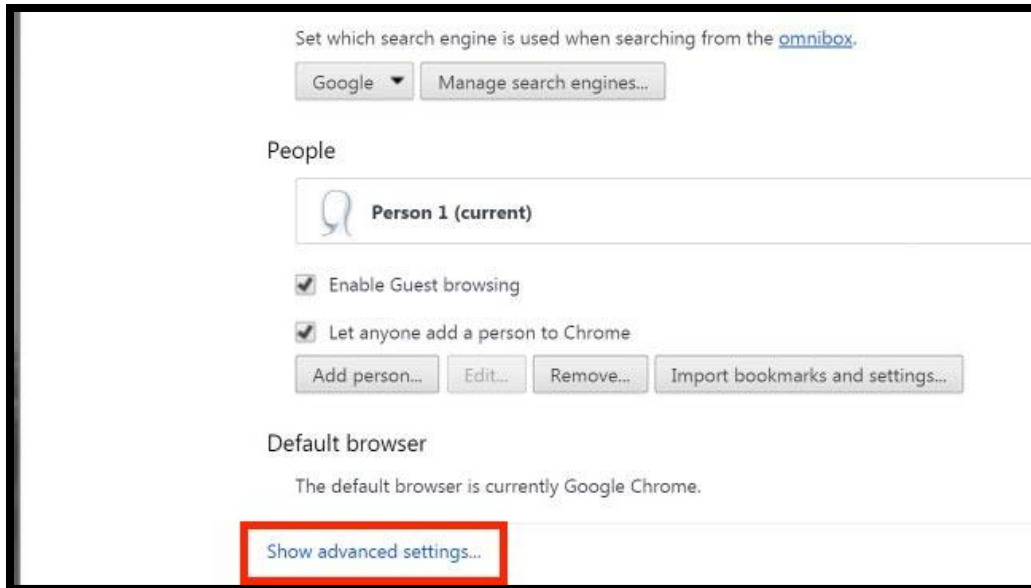 Set which search engine is used when searching from the omnibox.
Google Manage search engines...
People
Person 1 (current)
Enable Guest browsing
Let anyone add a person to Chrome
Add person... Edit... Remove... Import bookmarks and settings...
Default browser
The default browser is currently Google Chrome.
Show advanced settings...